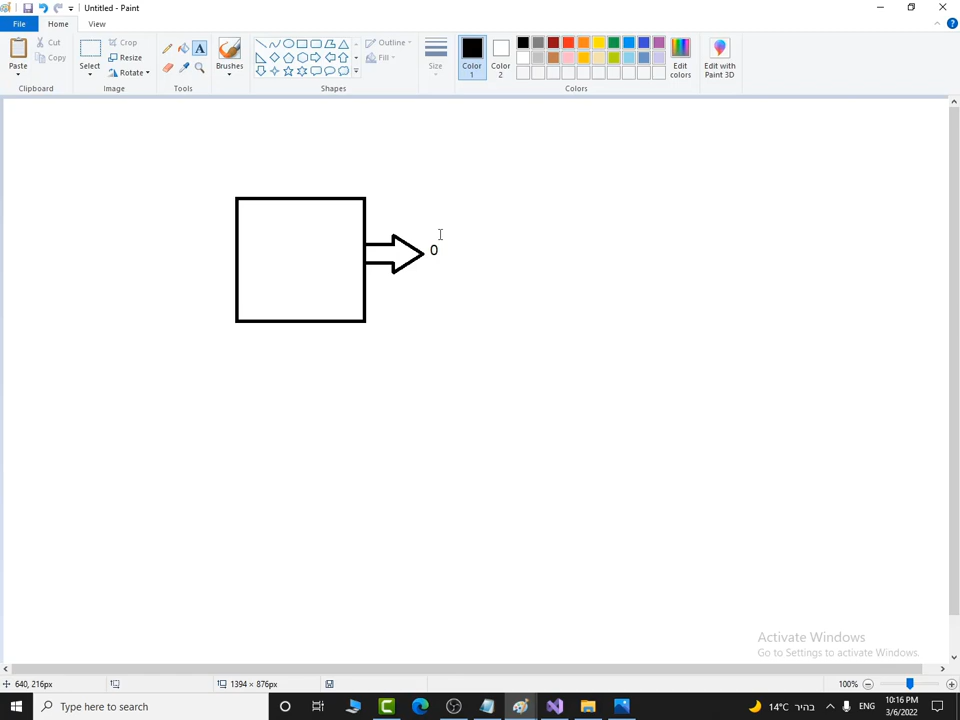 Untitled - Paint
File
Home
View
Paste
Cut
Copy
Clipboard
Select
Crop
Resize
Rotate
Image
A
Tools
Brushes
Shapes
Outline
Fill
Size
Color 1
Color 2
Colors
Edit colors
Edit with Paint 3D
0
Activate Windows
Go to Settings to activate Windows.
640, 216px
1394 × 876px
100%
Type here to search
14°C בהיר
ENG
10:16 PM
3/6/2022